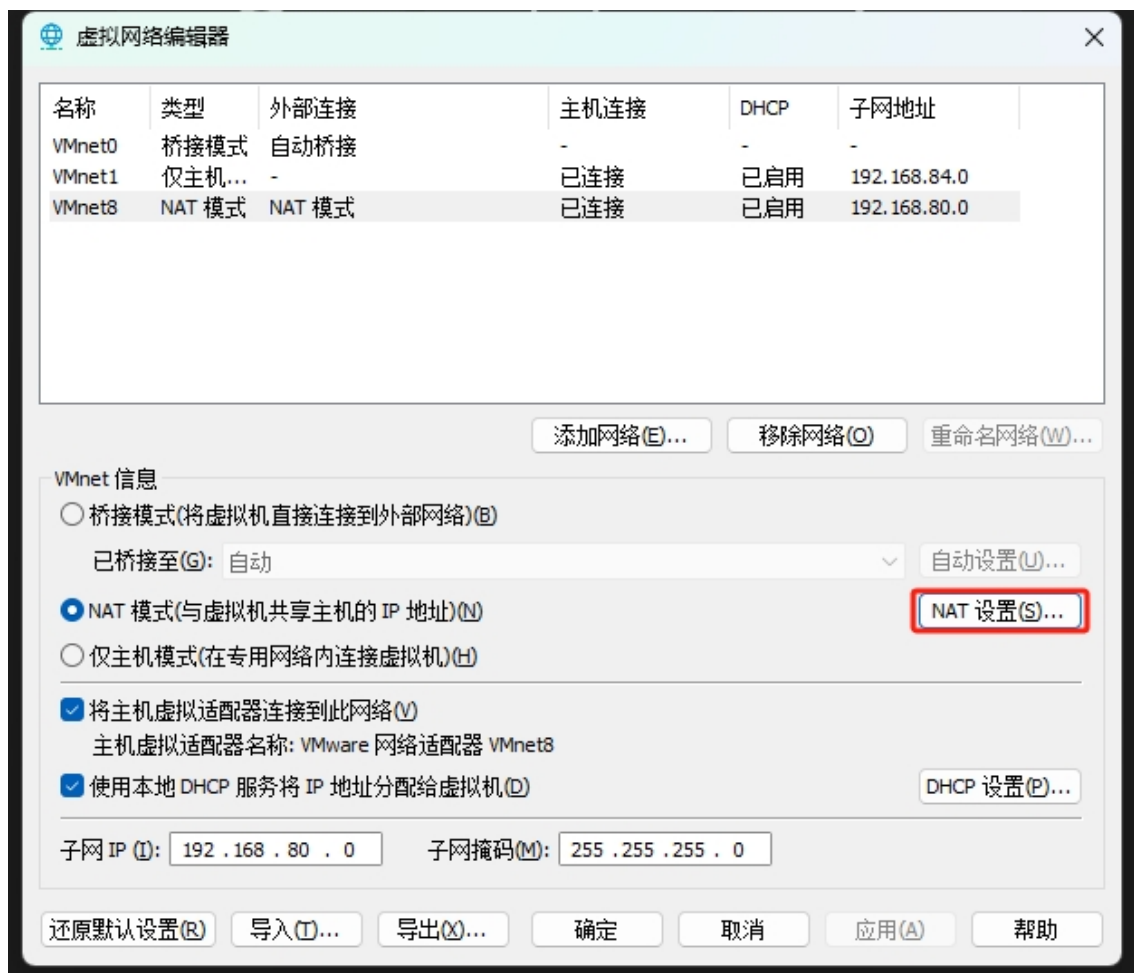 虚拟网络编辑器
名称 类型 外部连接 主机连接 DHCP 子网地址
VMnet0 桥接模式 自动桥接 - - -
VMnet1 仅主机... - 已连接 已启用 192.168.84.0
VMnet8 NAT 模式 NAT 模式 已连接 已启用 192.168.80.0
添加网络(E)... 移除网络(O) 重命名网络(W)...
VMnet 信息
桥接模式(将虚拟机直接连接到外部网络)(B)
已桥接至(G): 自动 自动设置(U)...
NAT 模式(与虚拟机共享主机的 IP 地址)(N) NAT 设置(S)...
仅主机模式(在专用网络内连接虚拟机)(H)
将主机虚拟适配器连接到此网络(V)
主机虚拟适配器名称: VMware 网络适配器 VMnet8
使用本地 DHCP 服务将 IP 地址分配给虚拟机(D) DHCP 设置(P)...
子网 IP (I): 192 . 168 . 80 . 0 子网掩码(M): 255 . 255 . 255 . 0
还原默认设置(R) 导入(T)... 导出(X)... 确定 取消 应用(A) 帮助